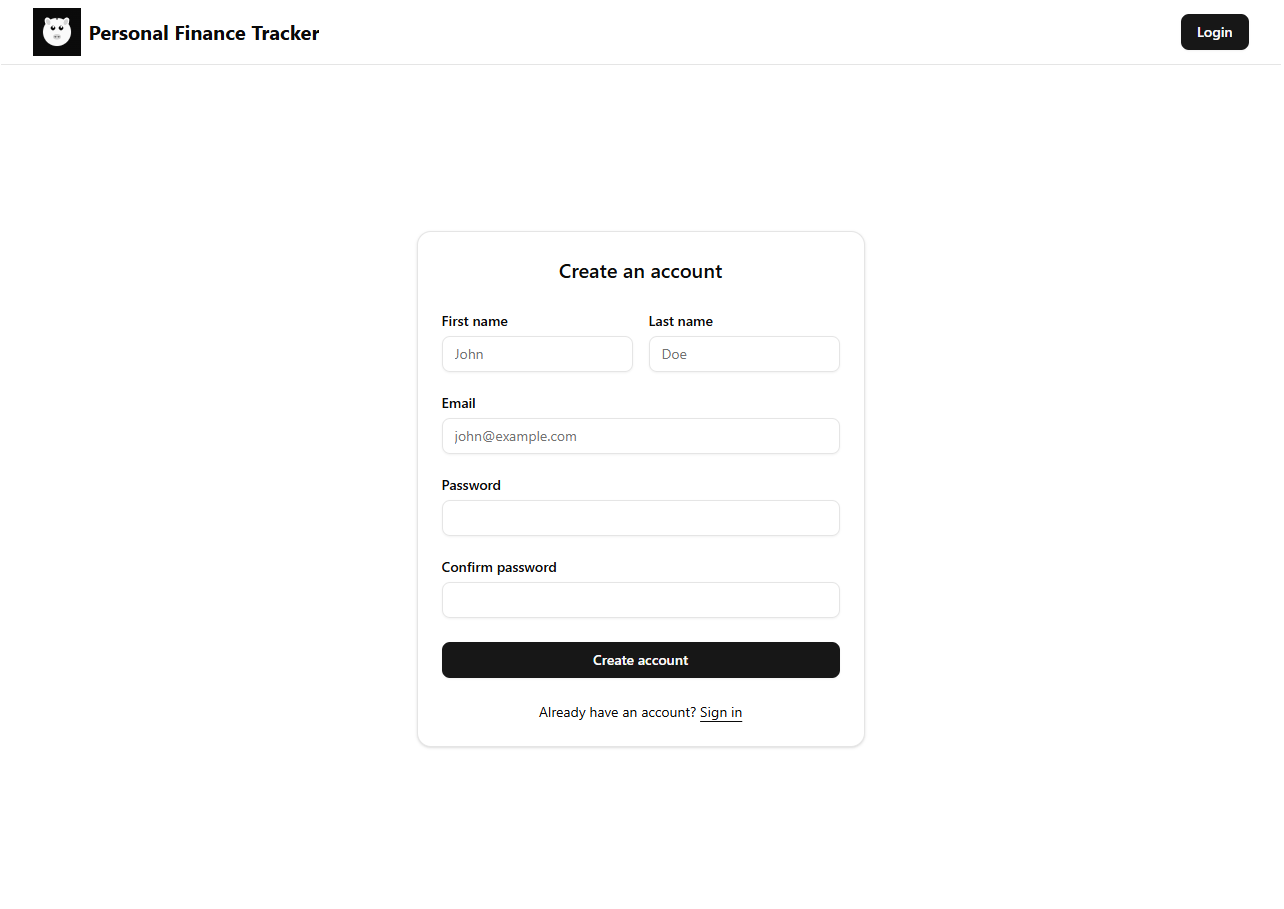 Personal Finance Tracker
Login
Create an account
First name
Last name
John
Doe
Email
john@example.com
Password
Confirm password
Create account
Already have an account? Sign in